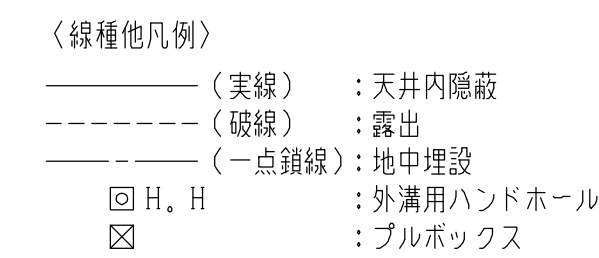 〈線種他凡例〉
（実線）：天井内隠蔽
（破線）：露出
（一点鎖線）：地中埋設
H。H：外溝用ハンドホール
：プルボックス